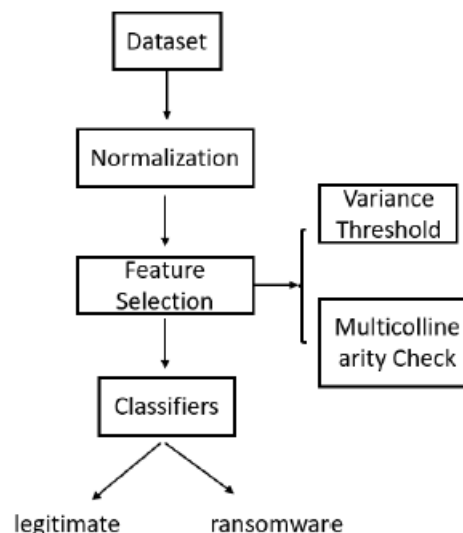 Dataset
Normalization
Variance
Threshold
Feature
Selection
Multicolline
arity Check
Classifiers
legitimate
ransomware